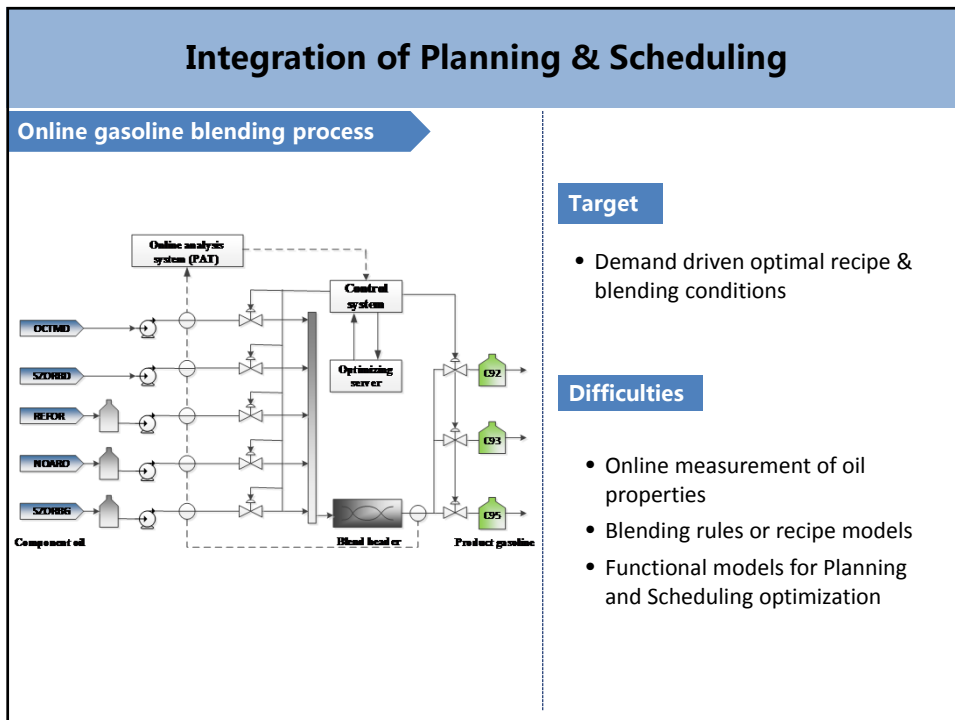 Integration of Planning & Scheduling
Online gasoline blending process
Online analysis
system (PAT)
Control
system
Optimizing
server
OCTMD
SZORBD
REFOR
NOARO
SZORBG
Component oil
Blend header
Product gasoline
C92
C93
C95
Target
• Demand driven optimal recipe &
blending conditions
Difficulties
• Online measurement of oil
properties
• Blending rules or recipe models
• Functional models for Planning
and Scheduling optimization